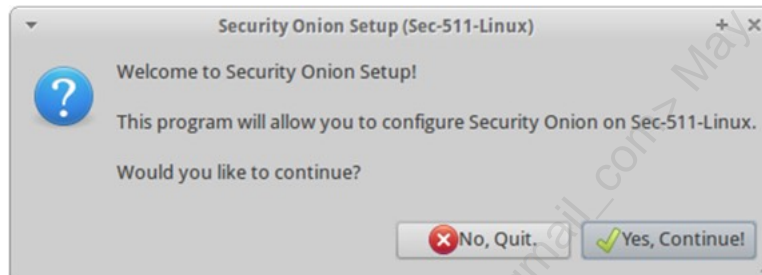 Security Onion Setup (Sec-511-Linux)
Welcome to Security Onion Setup!
This program will allow you to configure Security Onion on Sec-511-Linux.
Would you like to continue?
No, Quit.
Yes, Continue!
May